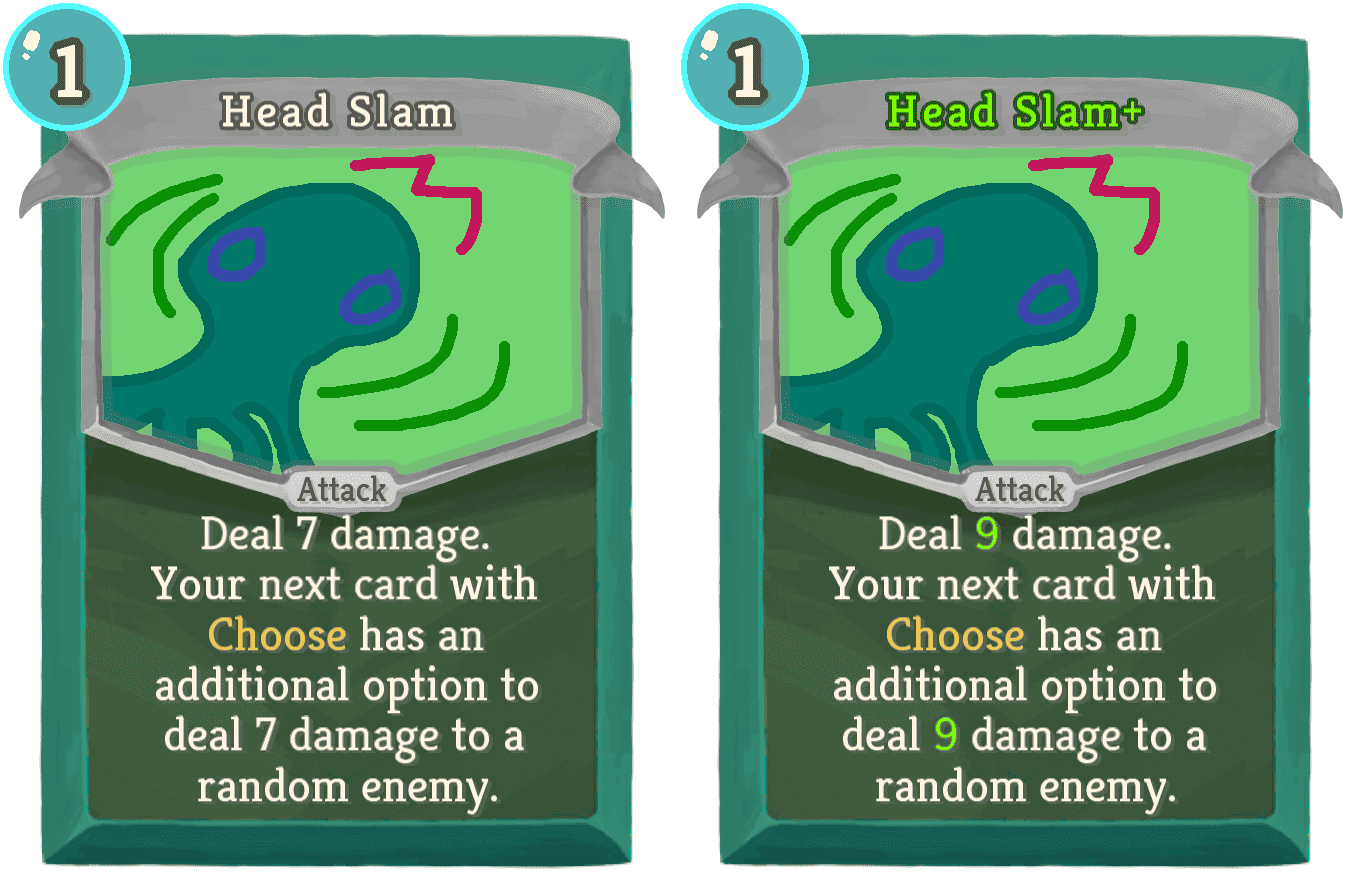 1
Head Slam
Attack
Deal 7 damage.
Your next card with
Choose has an
additional option to
deal 7 damage to a
random enemy.
1
Head Slam+
Attack
Deal 9 damage.
Your next card with
Choose has an
additional option to
deal 9 damage to a
random enemy.